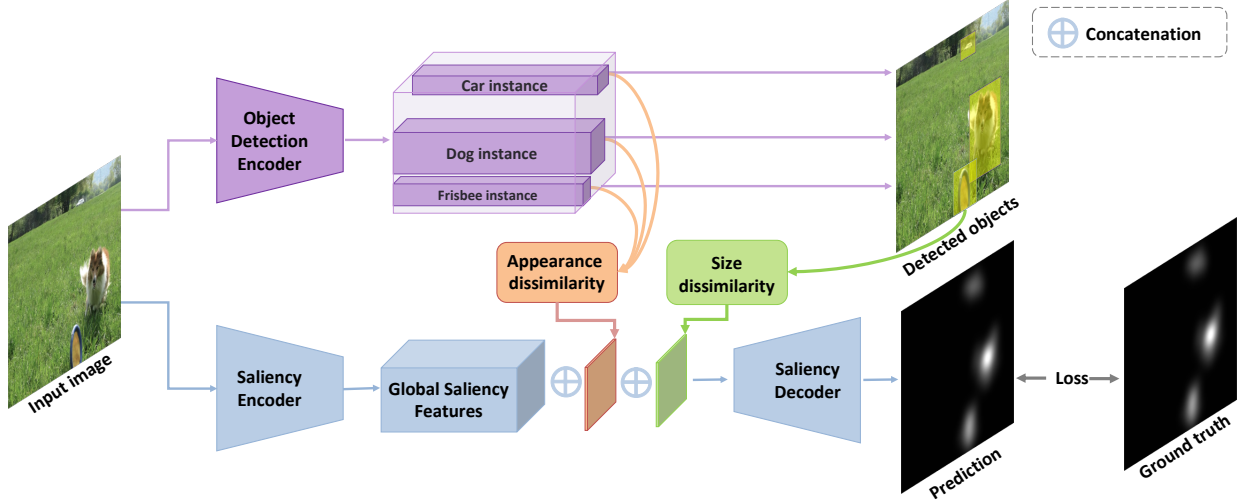 Concatenation
Car instance
Object
Detection
Encoder
Dog instance
Frisbee instance
Detected objects
Appearance
dissimilarity
Size
dissimilarity
Input image
Saliency
Encoder
Global Saliency
Features
Saliency
Decoder
Loss
Prediction
Ground truth